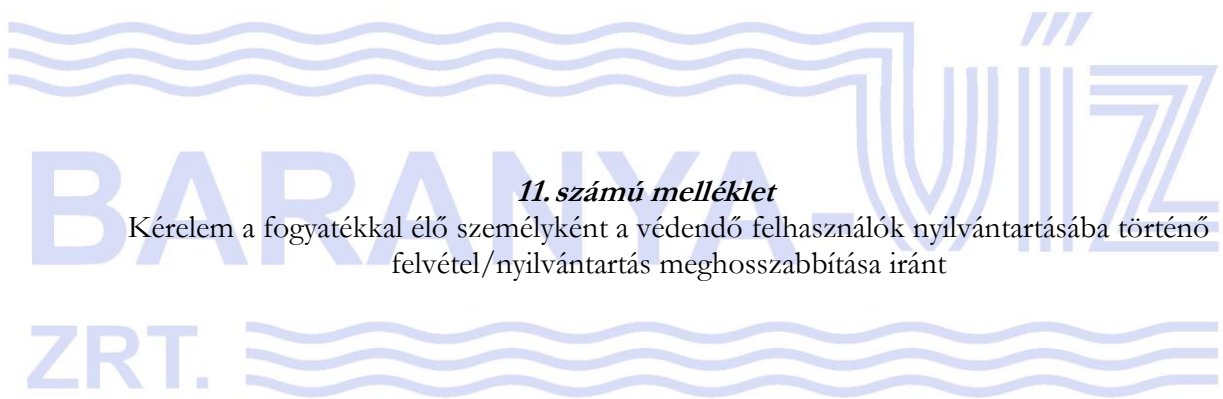 VÍZ
BARANYA-
11. számú melléklet
Kérelem a fogyatékkal élő személyként a védendő felhasználók nyilvántartásába történő
felvétel/nyilvántartás meghosszabbítása iránt
ZRT.